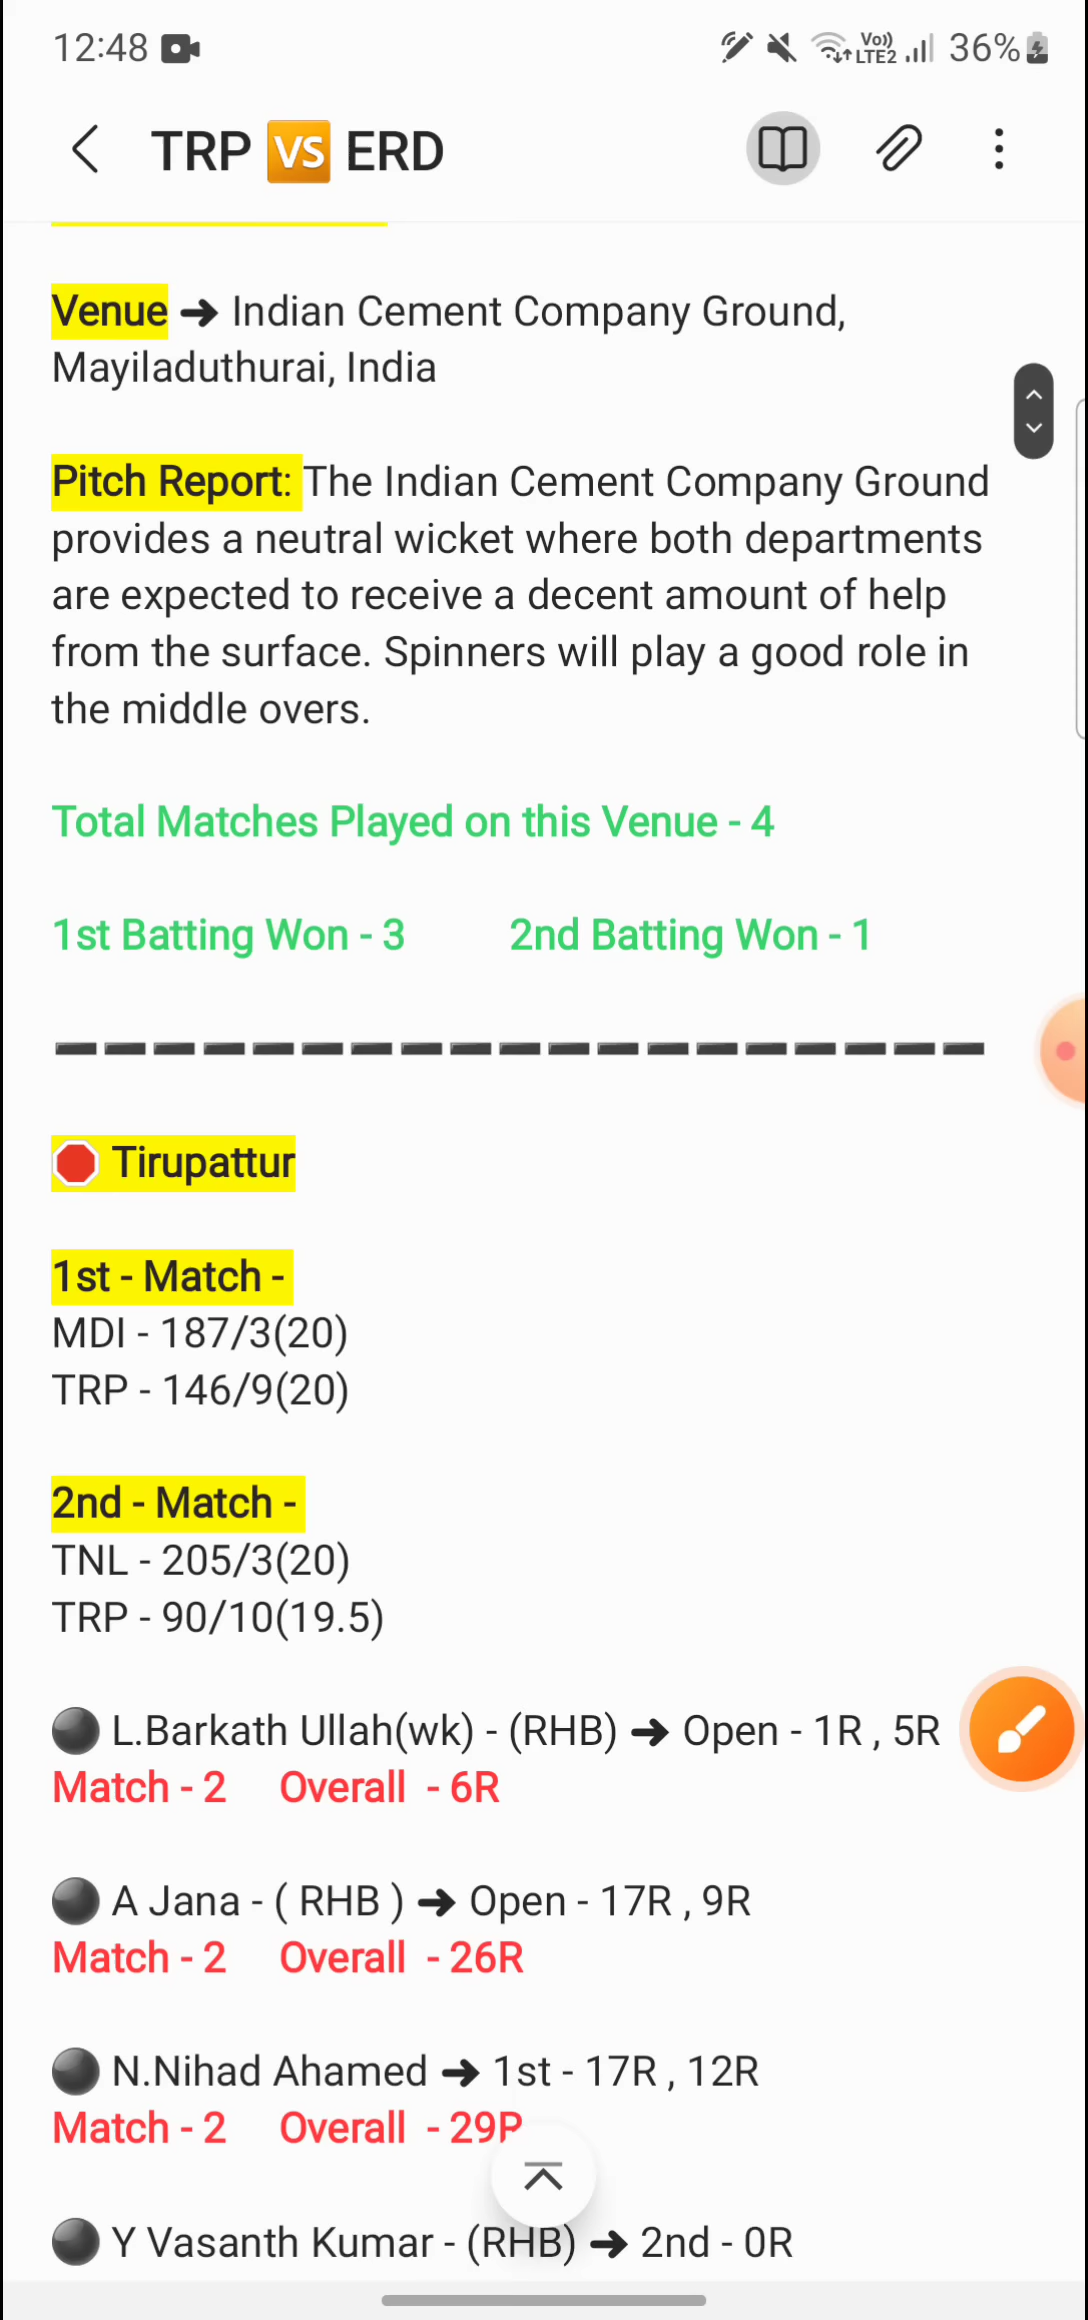 12:48 Vo)) LTE2 36%
TRP VS ERD
Venue ➜ Indian Cement Company Ground,
Mayiladuthurai, India
Pitch Report: The Indian Cement Company Ground
provides a neutral wicket where both departments
are expected to receive a decent amount of help
from the surface. Spinners will play a good role in
the middle overs.
Total Matches Played on this Venue - 4
1st Batting Won - 3 2nd Batting Won - 1
Tirupattur
1st - Match -
MDI - 187/3(20)
TRP - 146/9(20)
2nd - Match -
TNL - 205/3(20)
TRP - 90/10(19.5)
L.Barkath Ullah(wk) - (RHB) ➜ Open - 1R , 5R
Match - 2 Overall - 6R
A Jana - ( RHB ) ➜ Open - 17R , 9R
Match - 2 Overall - 26R
N.Nihad Ahamed ➜ 1st - 17R , 12R
Match - 2 Overall - 29R
Y Vasanth Kumar - (RHB) ➜ 2nd - 0R